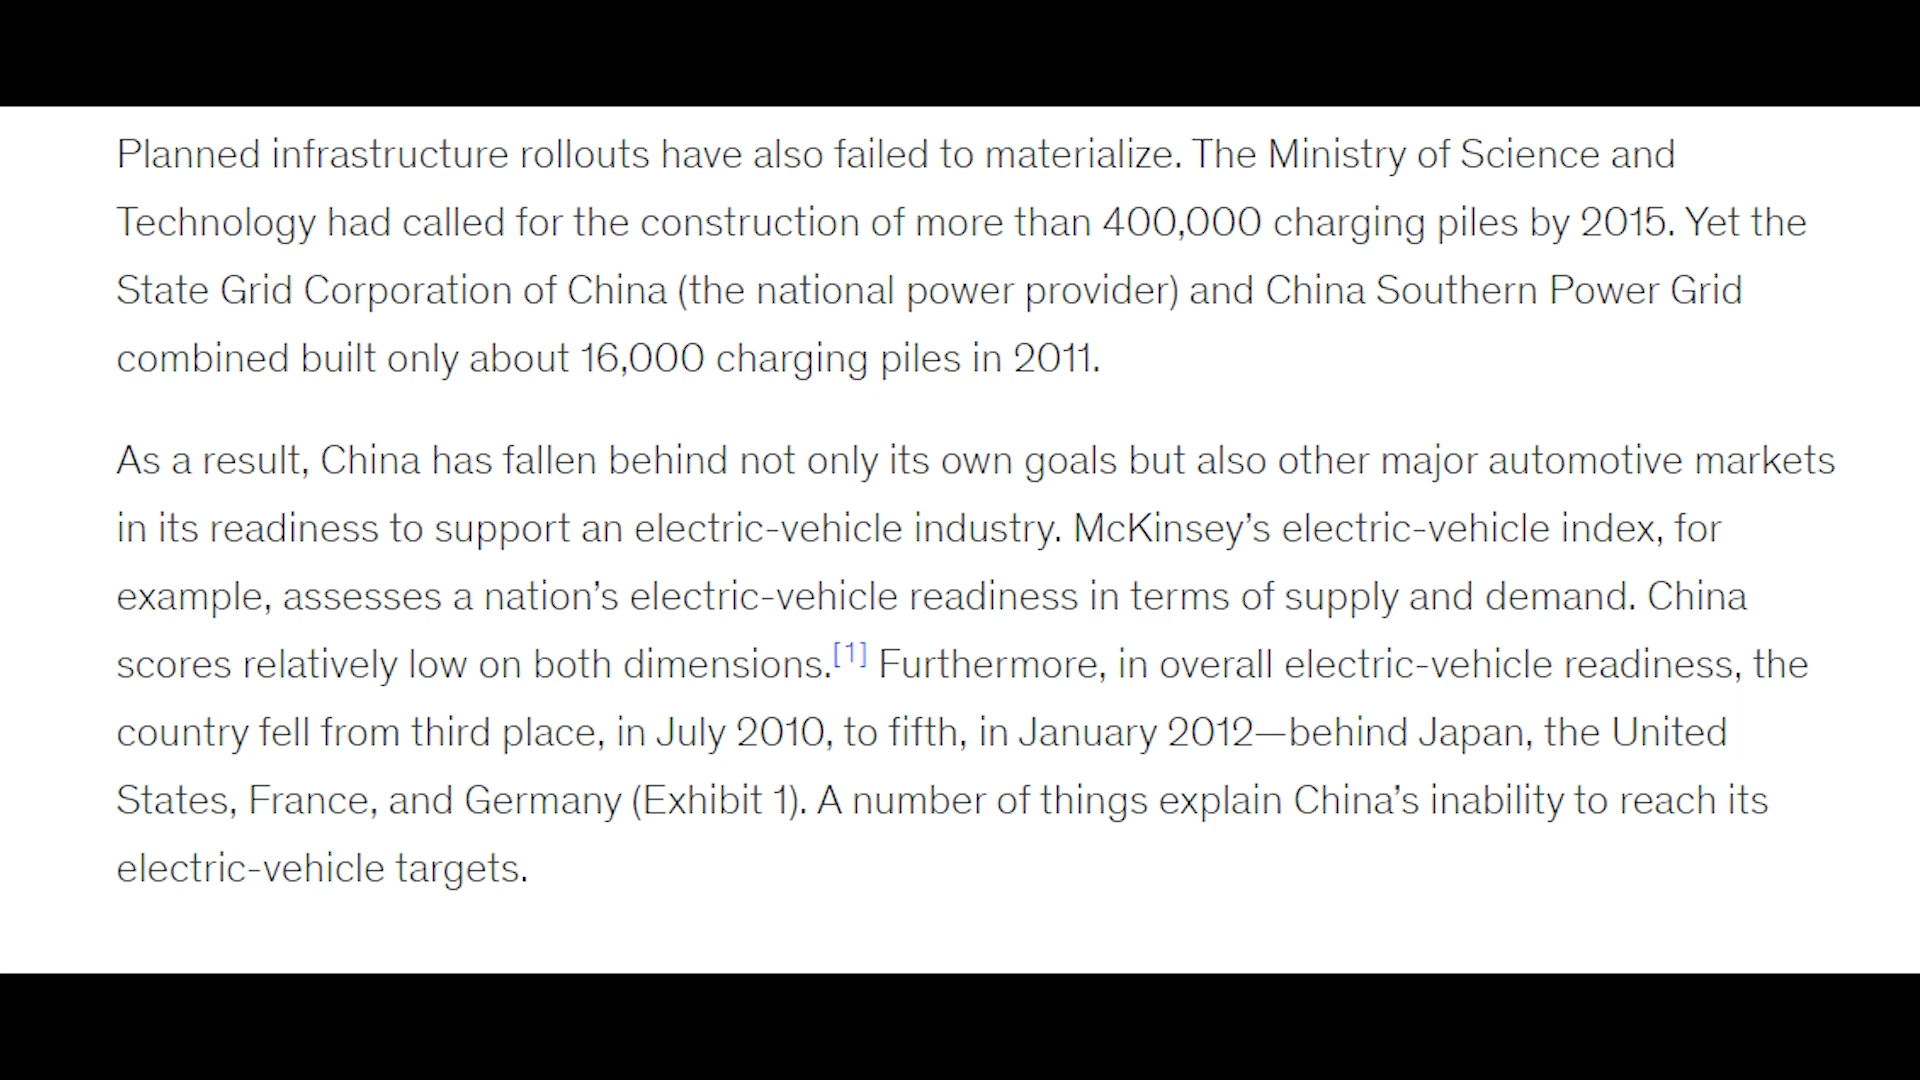 Planned infrastructure rollouts have also failed to materialize. The Ministry of Science and
Technology had called for the construction of more than 400,000 charging piles by 2015. Yet the
State Grid Corporation of China (the national power provider) and China Southern Power Grid
combined built only about 16,000 charging piles in 2011.
As a result, China has fallen behind not only its own goals but also other major automotive markets
in its readiness to support an electric-vehicle industry. McKinsey’s electric-vehicle index, for
example, assesses a nation’s electric-vehicle readiness in terms of supply and demand. China
scores relatively low on both dimensions.[1] Furthermore, in overall electric-vehicle readiness, the
country fell from third place, in July 2010, to fifth, in January 2012—behind Japan, the United
States, France, and Germany (Exhibit 1). A number of things explain China’s inability to reach its
electric-vehicle targets.